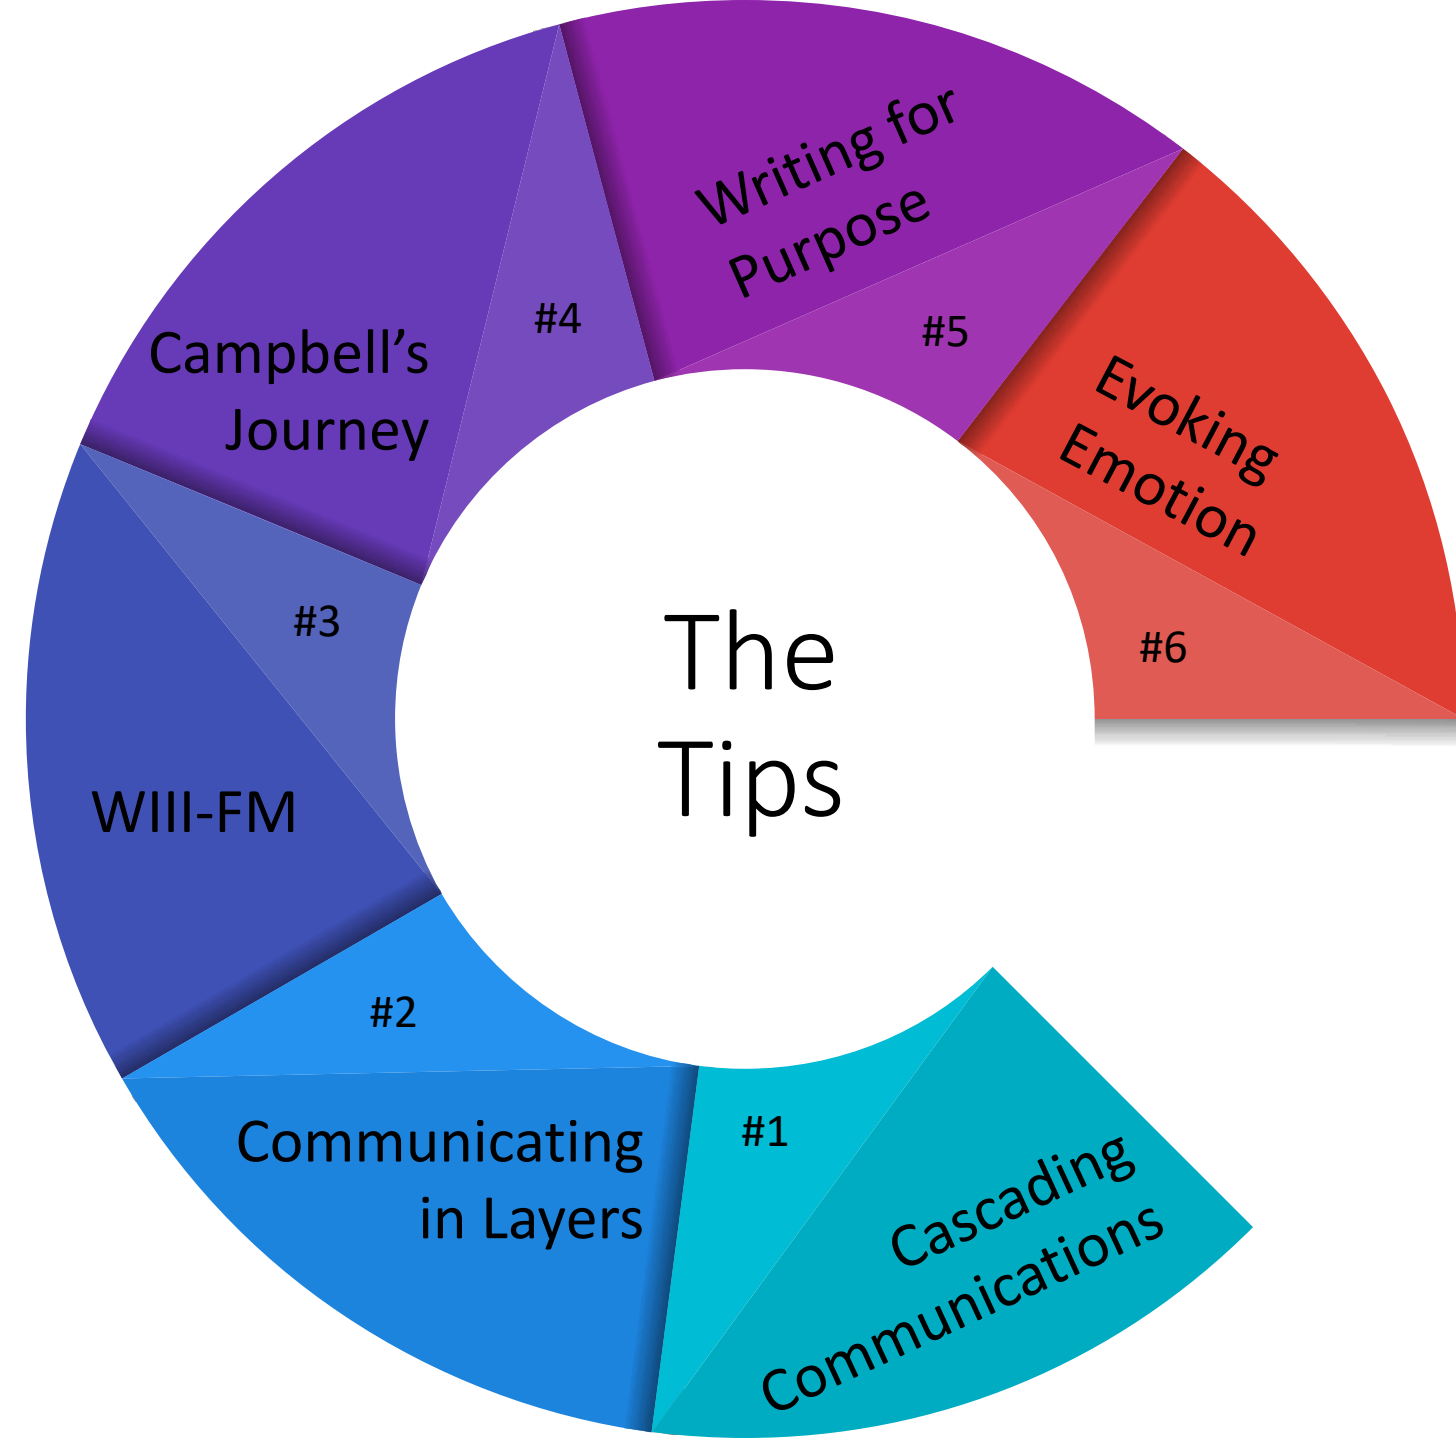 The
Tips
#1
Cascading
Communications
#2
Communicating
in Layers
#3
WIII-FM
#4
Campbell’s
Journey
#5
Writing for
Purpose
#6
Evoking
Emotion